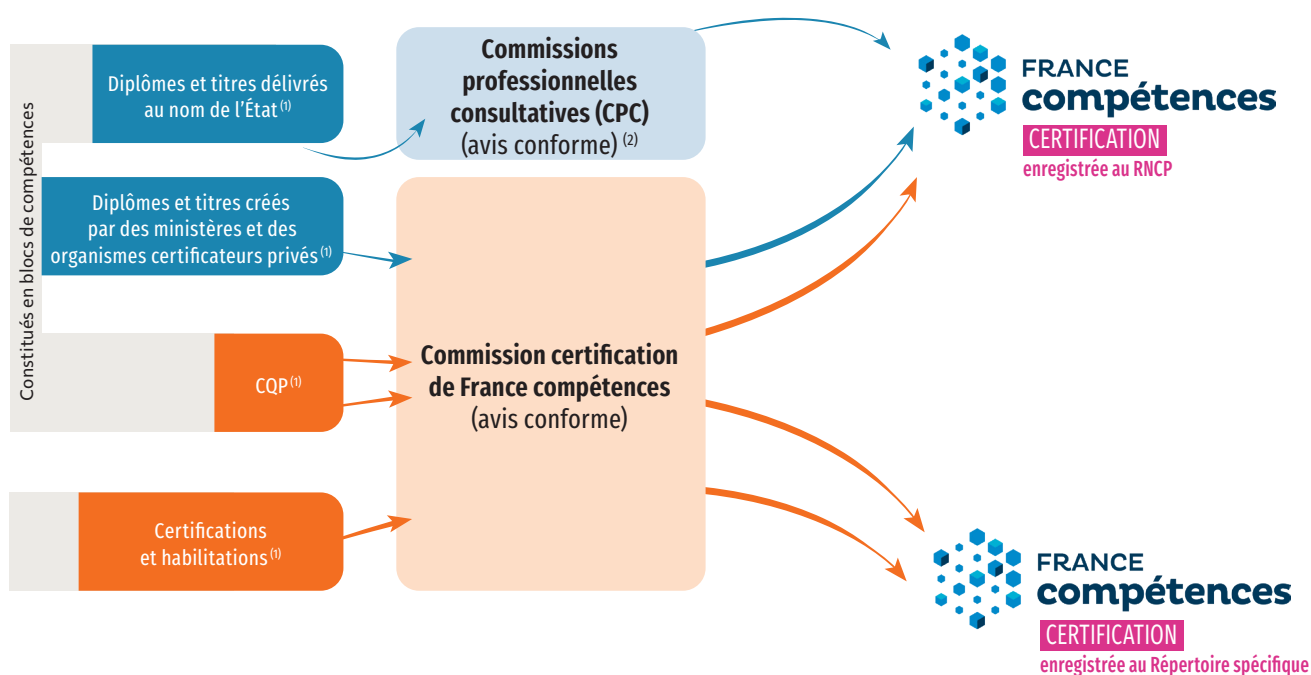 Constitués en blocs de compétences
Diplômes et titres délivrés
au nom de l’État (1)
Diplômes et titres créés
par des ministères et des
organismes certificateurs privés (1)
CQP (1)
Certifications
et habilitations (1)
Commissions
professionnelles
consultatives (CPC)
(avis conforme) (2)
Commission certification
de France compétences
(avis conforme)
FRANCE
compétences
CERTIFICATION
enregistrée au RNCP
FRANCE
compétences
CERTIFICATION
enregistrée au Répertoire spécifique